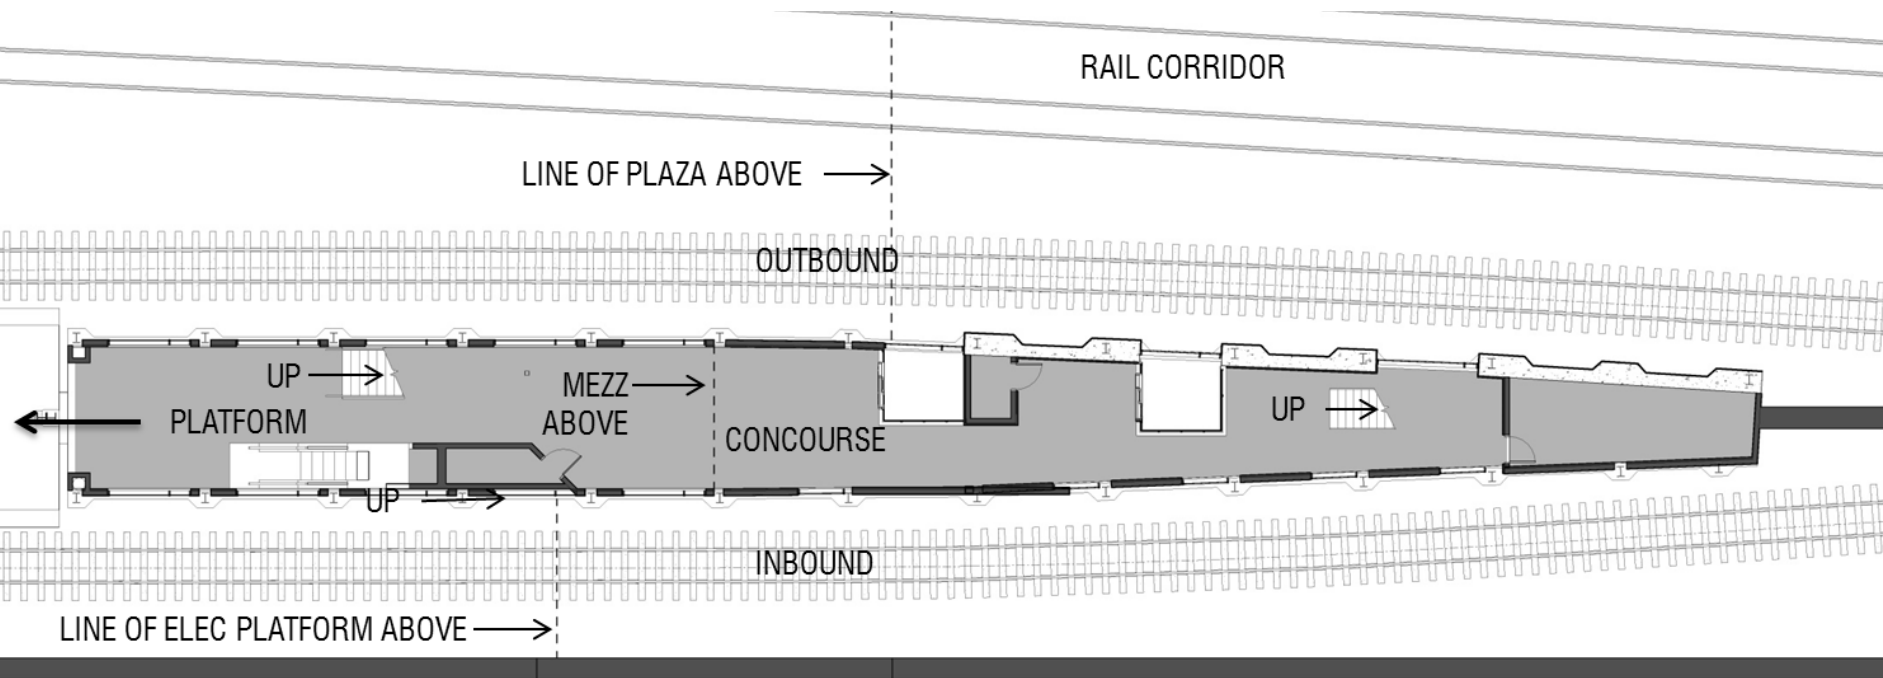 RAIL CORRIDOR
LINE OF PLAZA ABOVE
OUTBOUND
UP
MEZZ
ABOVE
PLATFORM
UP
CONCOURSE
UP
INBOUND
LINE OF ELEC PLATFORM ABOVE